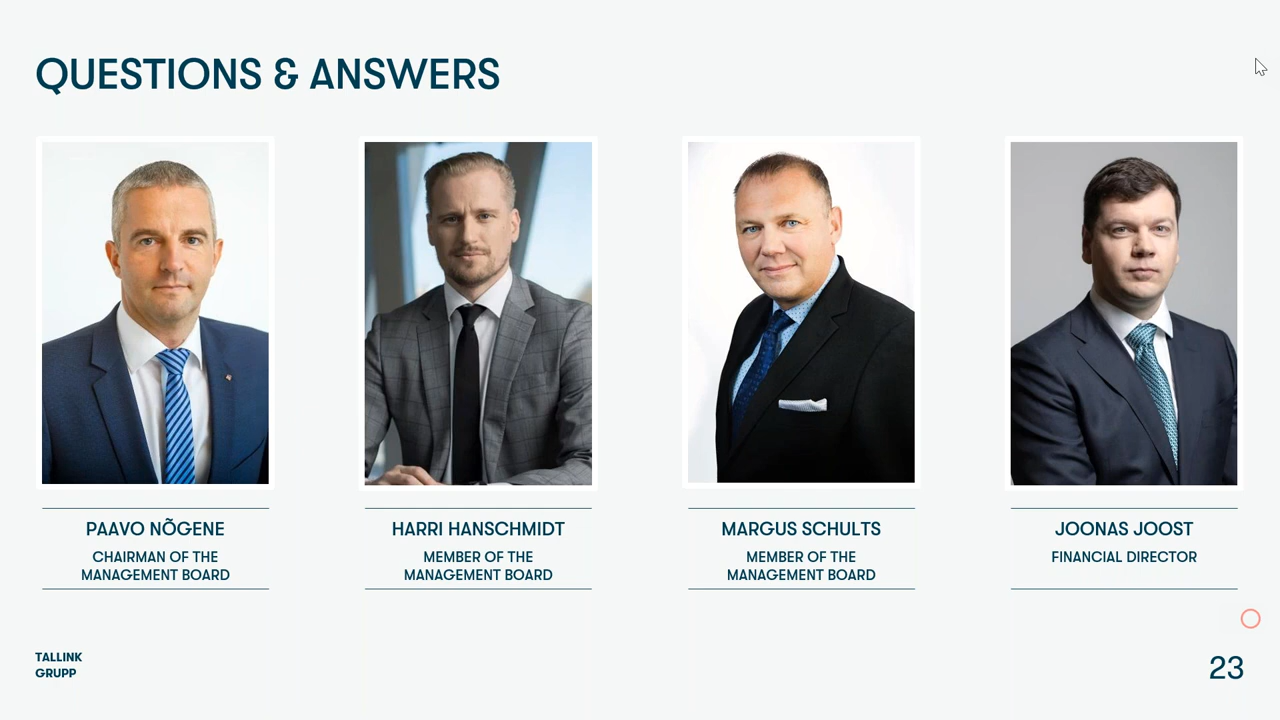 QUESTIONS & ANSWERS
PAAVO NÕGENE
CHAIRMAN OF THE
MANAGEMENT BOARD
HARRI HANSCHMIDT
MEMBER OF THE
MANAGEMENT BOARD
MARGUS SCHULTS
MEMBER OF THE
MANAGEMENT BOARD
JOONAS JOOST
FINANCIAL DIRECTOR
TALLINK
GRUPP
23